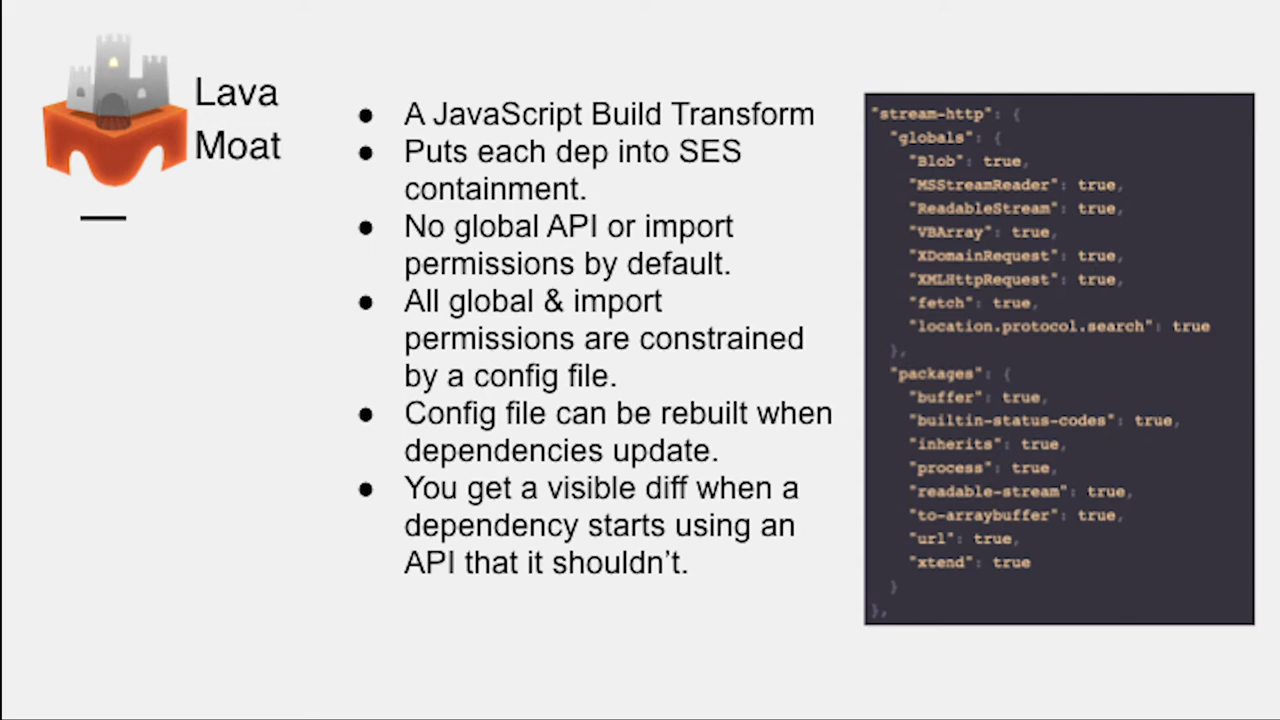 Lava
Moat
● A JavaScript Build Transform
● Puts each dep into SES
containment.
● No global API or import
permissions by default.
● All global & import
permissions are constrained
by a config file.
● Config file can be rebuilt when
dependencies update.
● You get a visible diff when a
dependency starts using an
API that it shouldn’t.
"stream-http": {
"globals": {
"Blob": true,
"MSStreamReader": true,
"ReadableStream": true,
"VBArray": true,
"XDomainRequest": true,
"XMLHttpRequest": true,
"fetch": true,
"location.protocol.search": true
},
"packages": {
"buffer": true,
"builtin-status-codes": true,
"inherits": true,
"process": true,
"readable-stream": true,
"to-arraybuffer": true,
"url": true,
"xtend": true
}
},